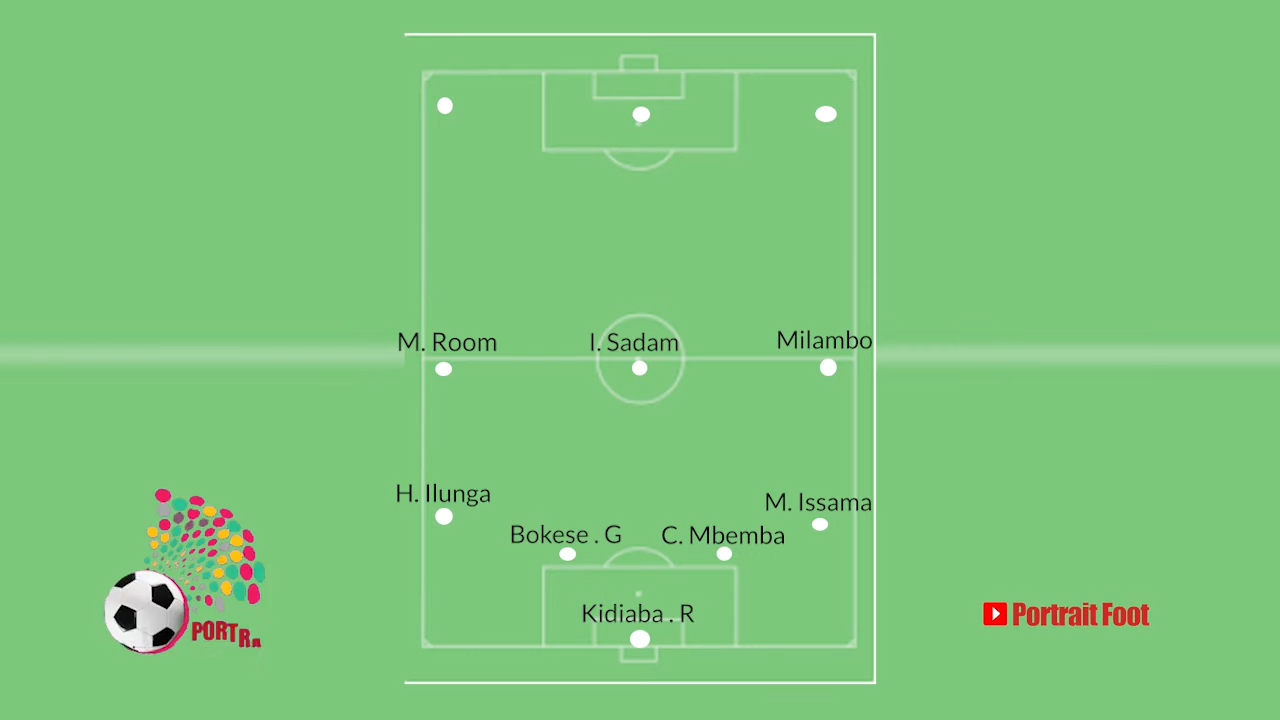 M. Room
I. Sadam
Milambo
H. Ilunga
M. Issama
Bokese . G
C. Mbemba
Kidiaba . R
PORTRA
Portrait Foot